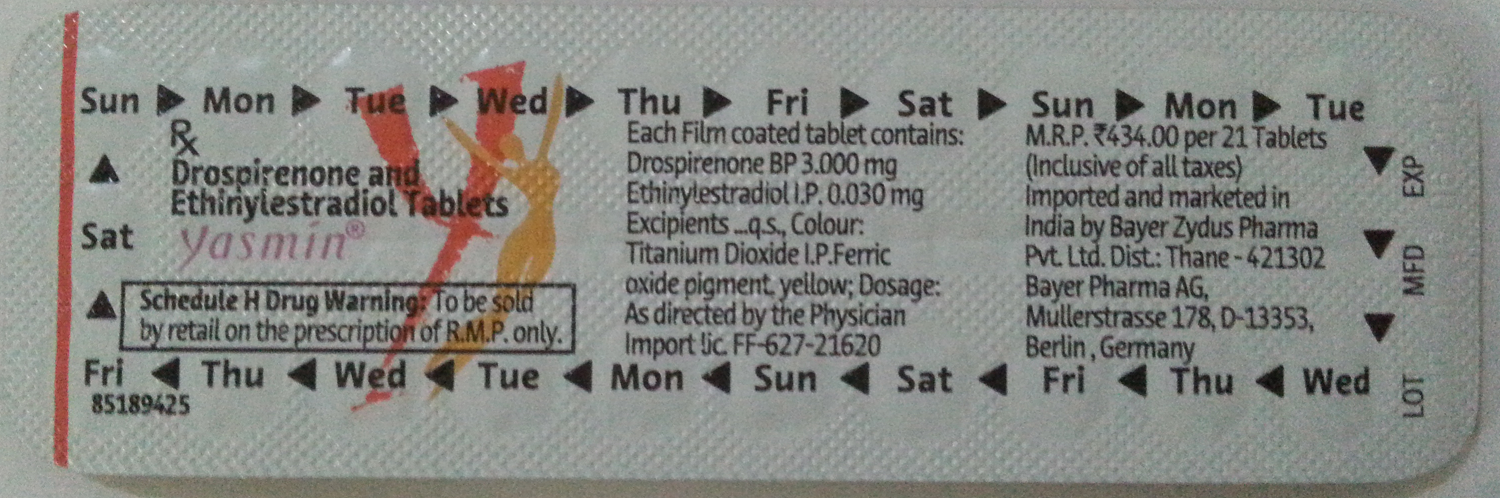 Sun ▶ Mon ▶ Tue ▶ Wed ▶ Thu ▶ Fri ▶ Sat ▶ Sun ▶ Mon ▶ Tue
Rx
Drospirenone and
Ethinylestradiol Tablets
Yasmin®
Sat
Schedule H Drug Warning: To be sold
by retail on the prescription of R.M.P. only.
Each Film coated tablet contains:
Drospirenone BP 3.000 mg
Ethinylestradiol I.P. 0.030 mg
Excipients ...q.s., Colour:
Titanium Dioxide I.P.Ferric
oxide pigment, yellow; Dosage:
As directed by the Physician
Import lic. FF-627-21620
M.R.P. ₹434.00 per 21 Tablets
(Inclusive of all taxes)
Imported and marketed in
India by Bayer Zydus Pharma
Pvt. Ltd. Dist.: Thane - 421302
Bayer Pharma AG,
Mullerstrasse 178, D-13353,
Berlin , Germany
EXP
MFD
LOT
Fri ◀ Thu ◀ Wed ◀ Tue ◀ Mon ◀ Sun ◀ Sat ◀ Fri ◀ Thu ◀ Wed
85189425